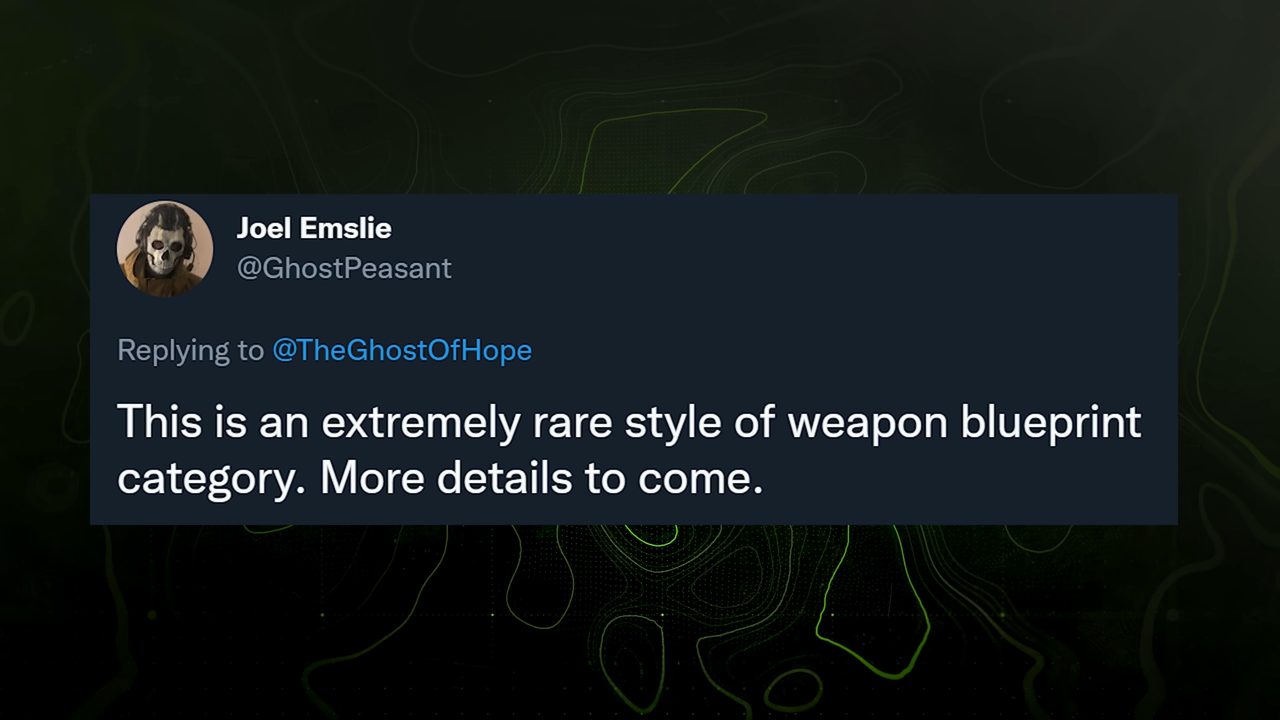 Joel Emslie
@GhostPeasant
Replying to @TheGhostOfHope
This is an extremely rare style of weapon blueprint
category. More details to come.